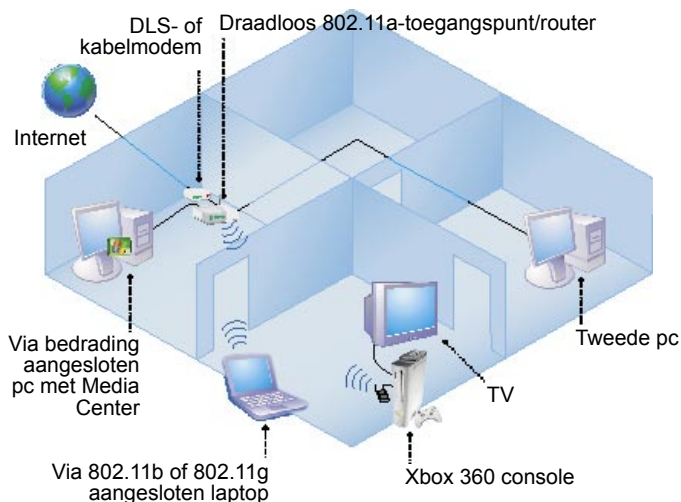 DLS- of
kabelmodem
Draadloos 802.11a-toegangspunt/router
Internet
Via bedrading
aangesloten
pc met Media
Center
Tweede pc
TV
Via 802.11b of 802.11g
aangesloten laptop
Xbox 360 console